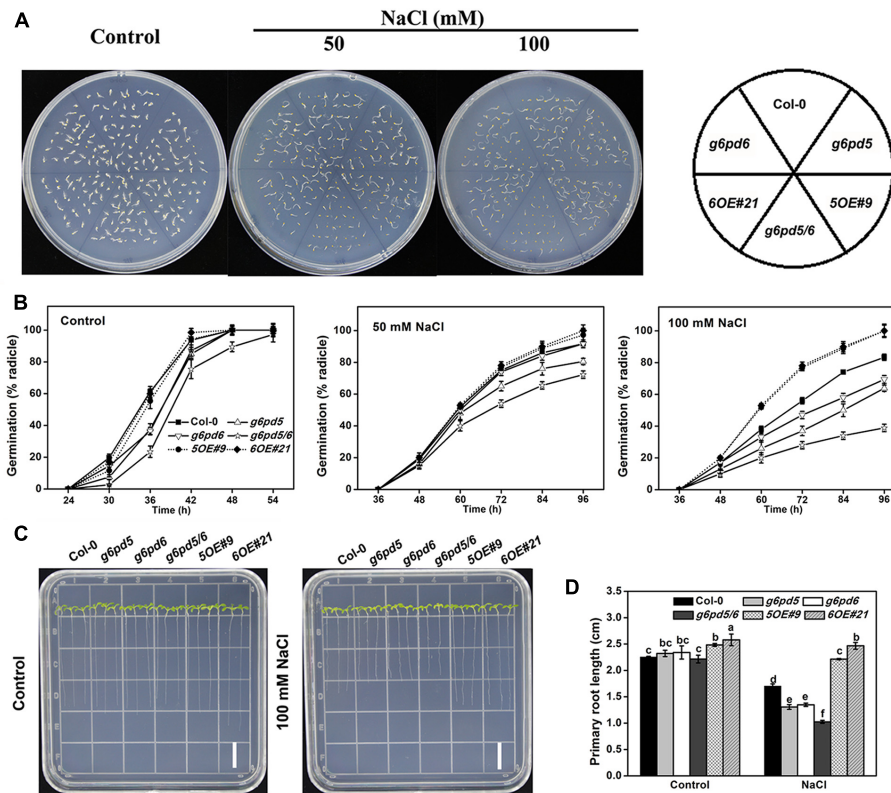 A
Control
NaCl (mM)
50
100
Col-0
g6pd6
g6pd5
6OE#21
5OE#9
g6pd5/6
B
Germination (% radicle)
100
80
60
40
20
0
Control
Col-0
g6pd5
g6pd6
g6pd5/6
5OE#9
6OE#21
24 30 36 42 48 54
Time (h)
Germination (% radicle)
100
80
60
40
20
0
50 mM NaCl
36 48 60 72 84 96
Time (h)
Germination (% radicle)
100
80
60
40
20
0
100 mM NaCl
36 48 60 72 84 96
Time (h)
C
Col-0 g6pd5 g6pd6 g6pd5/6 5OE#9 6OE#21
Control
Col-0 g6pd5 g6pd6 g6pd5/6 5OE#9 6OE#21
100 mM NaCl
D
Primary root length (cm)
3.5
3.0
2.5
2.0
1.5
1.0
0.5
0.0
Col-0 g6pd5 g6pd6
g6pd5/6 5OE#9 6OE#21
c bc bc c b a
d e e f c b
Control NaCl